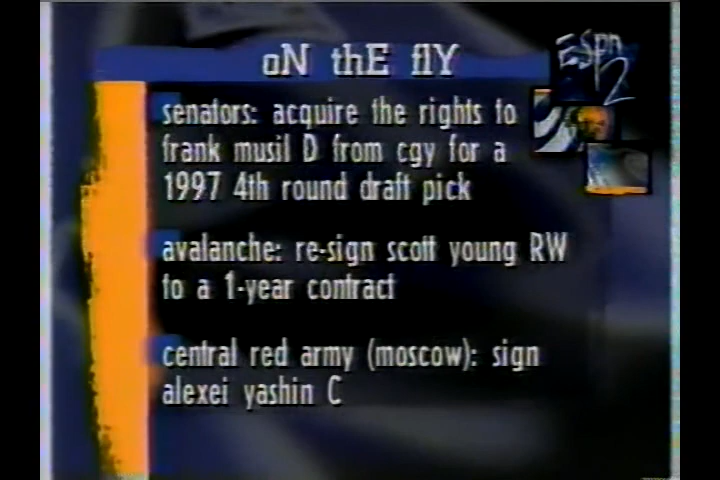 oN thE flY
ESpn
2
senators: acquire the rights to
frank musil D from cgy for a
1997 4th round draft pick
avalanche: re-sign scott young RW
to a 1-year contract
central red army (moscow): sign
alexei yashin C